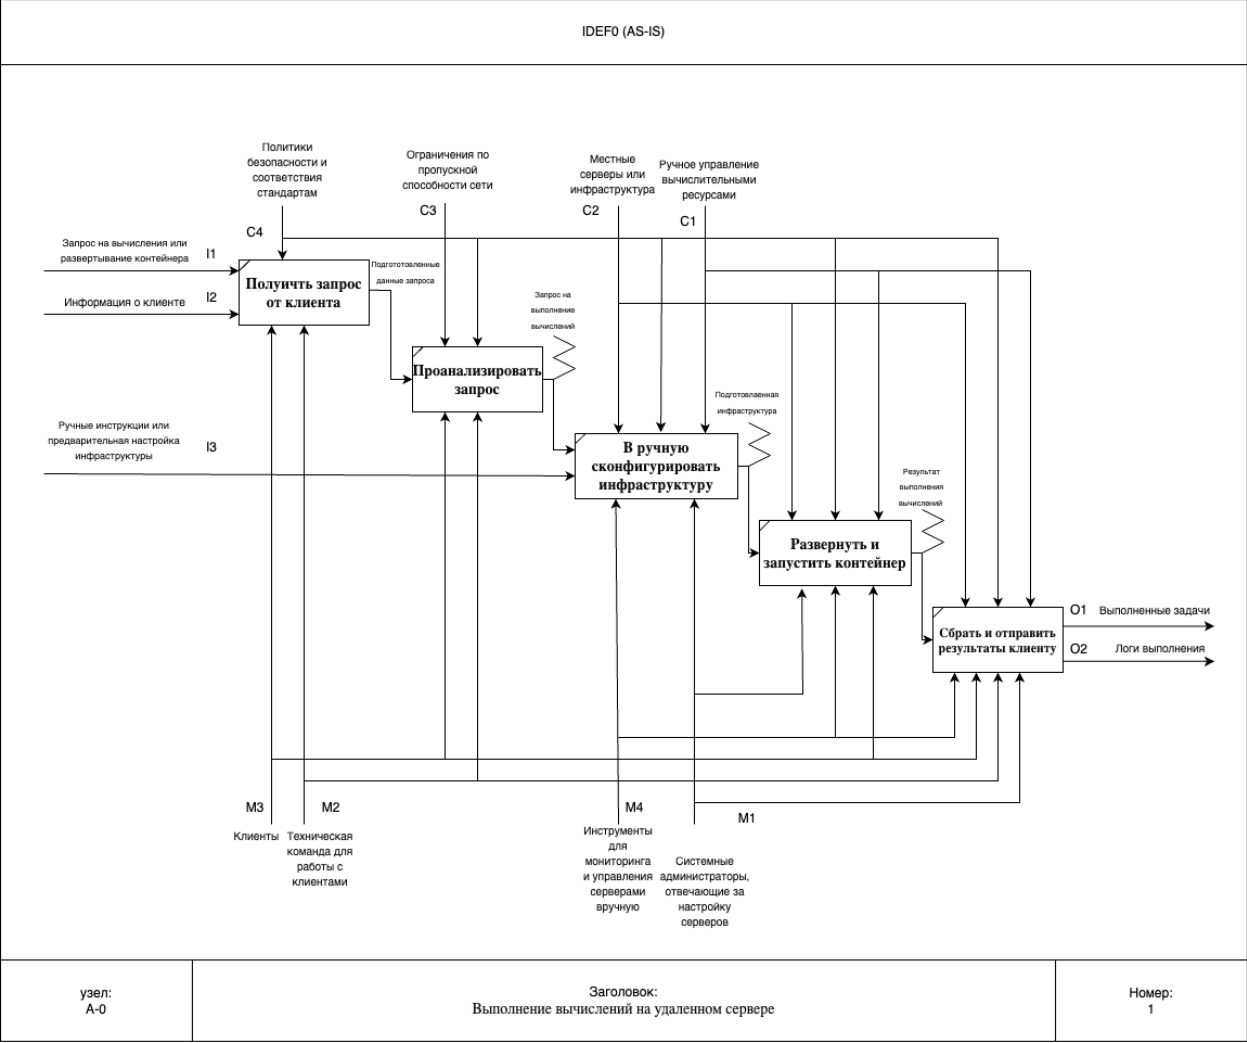 IDEF0 (AS-IS)
Политики
безопасности и
соответствия
стандартам
Ограничения по
пропускной
способности сети
Местные
серверы или
инфраструктура
Ручное управление
вычислительными
ресурсами
C4
C3
C2
C1
Запрос на вычисления или
развертывание контейнера
I1
Информация о клиенте
I2
Полуичть запрос
от клиента
Подгототовленные
данные запроса
Запрос на
выполнение
вычислений
Проанализировать
запрос
Ручные инструкции или
предварительная настройка
инфраструктуры
I3
Подготовлаенная
инфраструктура
В ручную
сконфигурировать
инфраструктуру
Результат
выполнения
вычислений
Развернуть и
запустить контейнер
Сбрать и отправить
результаты клиенту
O1
Выполненные задачи
O2
Логи выполнения
M3
M2
M4
M1
Клиенты
Техническая
команда для
работы с
клиентами
Инструменты
для
мониторинга
и управления
серверами
вручную
Системные
администраторы,
отвечающие за
настройку
серверов
узел:
A-0
Заголовок:
Выполнение вычислений на удаленном сервере
Номер:
1